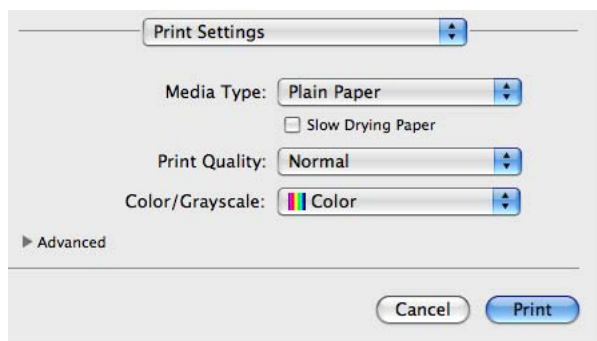 Print Settings
Media Type: Plain Paper
Slow Drying Paper
Print Quality: Normal
Color/Grayscale: Color
Advanced
Cancel Print